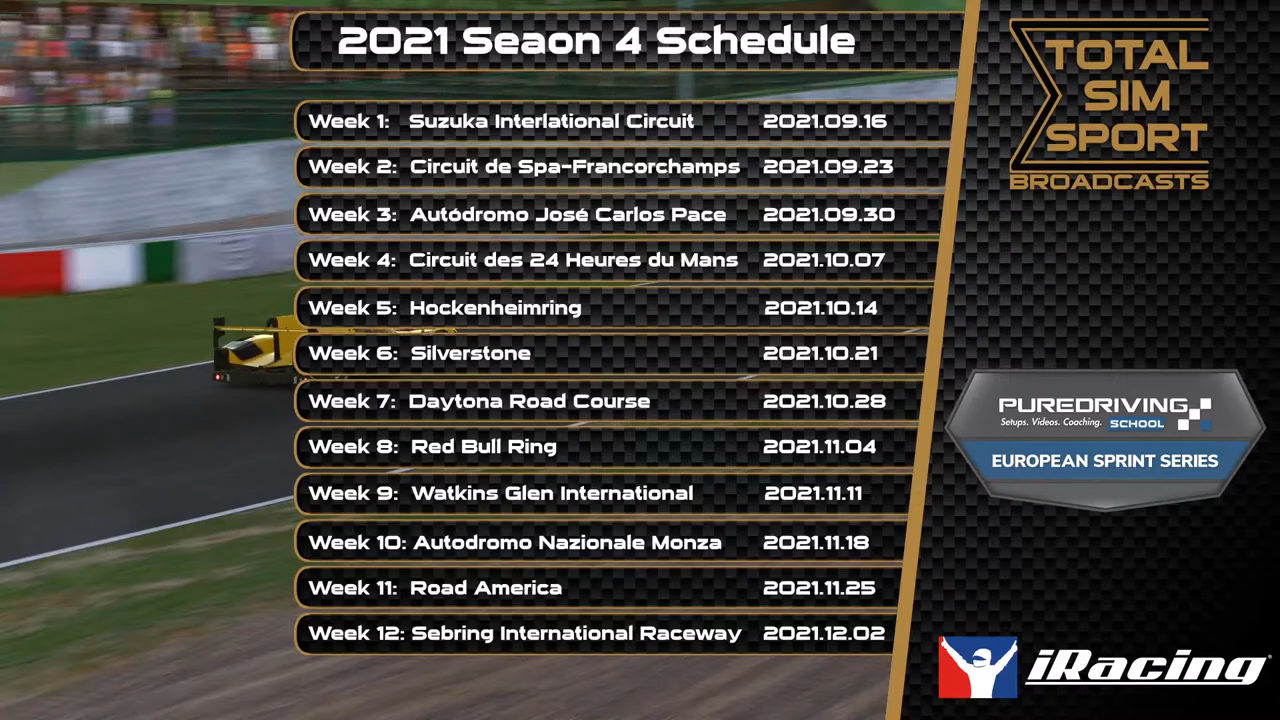 2021 Seaon 4 Schedule
Week 1: Suzuka Interlational Circuit 2021.09.16
Week 2: Circuit de Spa-Francorchamps 2021.09.23
Week 3: Autódromo José Carlos Pace 2021.09.30
Week 4: Circuit des 24 Heures du Mans 2021.10.07
Week 5: Hockenheimring 2021.10.14
Week 6: Silverstone 2021.10.21
Week 7: Daytona Road Course 2021.10.28
Week 8: Red Bull Ring 2021.11.04
Week 9: Watkins Glen International 2021.11.11
Week 10: Autodromo Nazionale Monza 2021.11.18
Week 11: Road America 2021.11.25
Week 12: Sebring International Raceway 2021.12.02
TOTAL
SIM
SPORT
BROADCASTS
PUREDRIVING
Setups. Videos. Coaching. SCHOOL
EUROPEAN SPRINT SERIES
iRacing